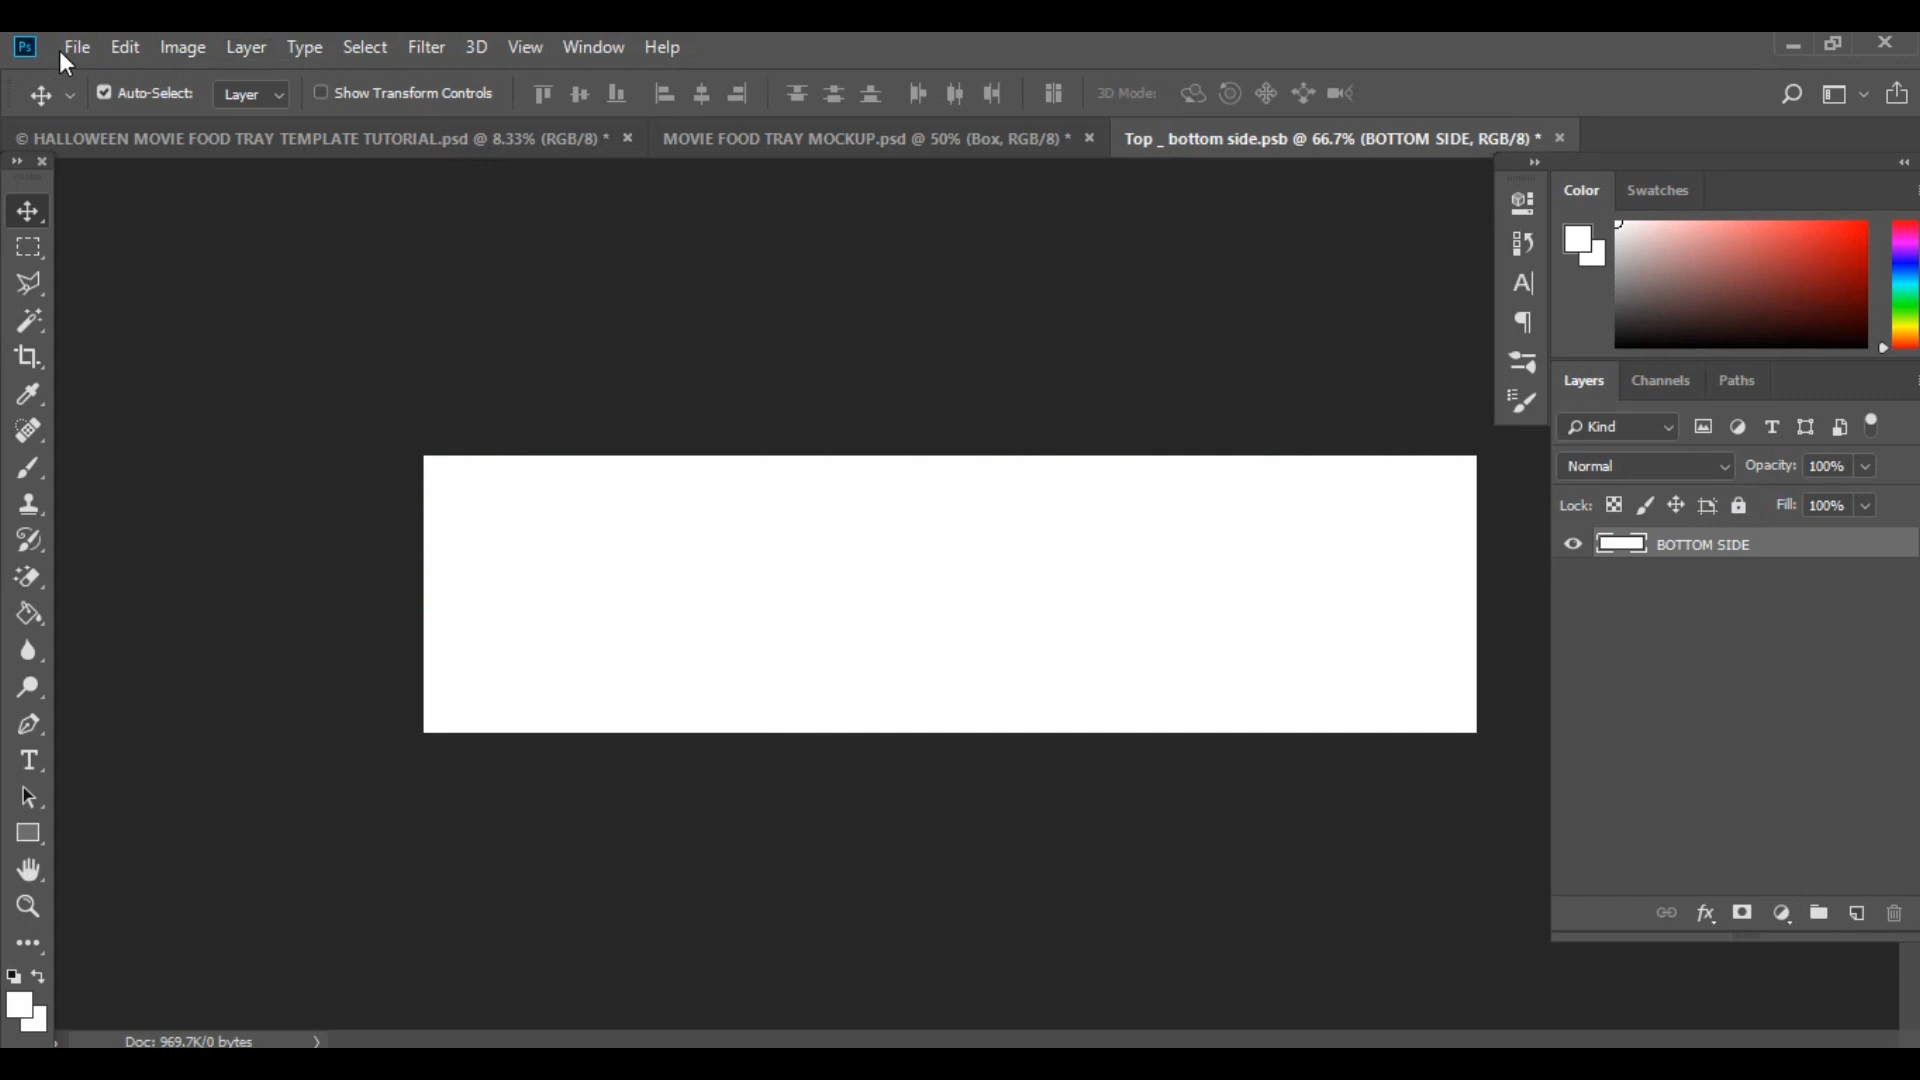 Ps File Edit Image Layer Type Select Filter 3D View Window Help
Auto-Select: Layer Show Transform Controls 3D Mode:
© HALLOWEEN MOVIE FOOD TRAY TEMPLATE TUTORIAL.psd @ 8.33% (RGB/8) * MOVIE FOOD TRAY MOCKUP.psd @ 50% (Box, RGB/8) * Top _ bottom side.psb @ 66.7% (BOTTOM SIDE, RGB/8) *
Color Swatches
Layers Channels Paths
Kind
Normal Opacity: 100%
Lock: Fill: 100%
BOTTOM SIDE
Doc: 969.7K/0 bytes